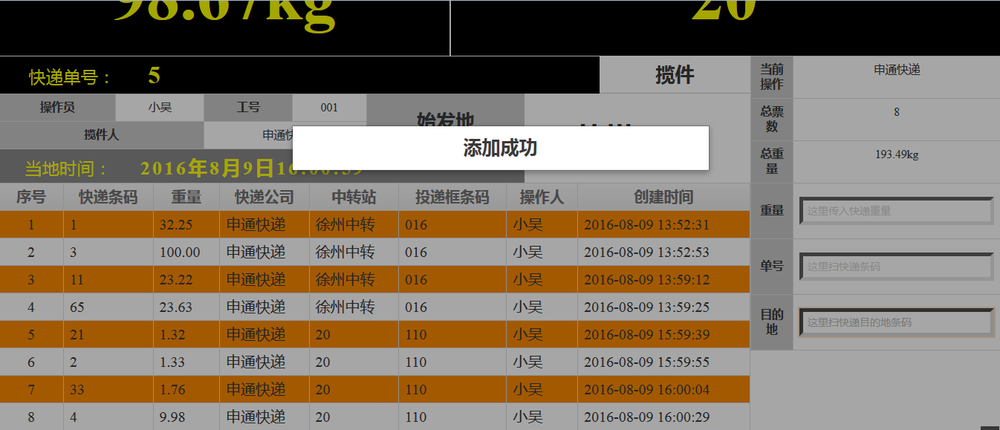 98.67kg 20
快递单号： 5 揽件
操作员 小吴 工号 001 始发地
揽件人 申通快
添加成功
当地时间： 2016年8月9日16:00:39
序号 快递条码 重量 快递公司 中转站 投递框条码 操作人 创建时间
1 1 32.25 申通快递 徐州中转 016 小吴 2016-08-09 13:52:31
2 3 100.00 申通快递 徐州中转 016 小吴 2016-08-09 13:52:53
3 11 23.22 申通快递 徐州中转 016 小吴 2016-08-09 13:59:12
4 65 23.63 申通快递 徐州中转 016 小吴 2016-08-09 13:59:25
5 21 1.32 申通快递 20 110 小吴 2016-08-09 15:59:39
6 2 1.33 申通快递 20 110 小吴 2016-08-09 15:59:55
7 33 1.76 申通快递 20 110 小吴 2016-08-09 16:00:04
8 4 9.98 申通快递 20 110 小吴 2016-08-09 16:00:29
当前操作 申通快递
总票数 8
总重量 193.49kg
重量 这里传入快递重量
单号 这里扫快递条码
目的地 这里扫快递目的地条码